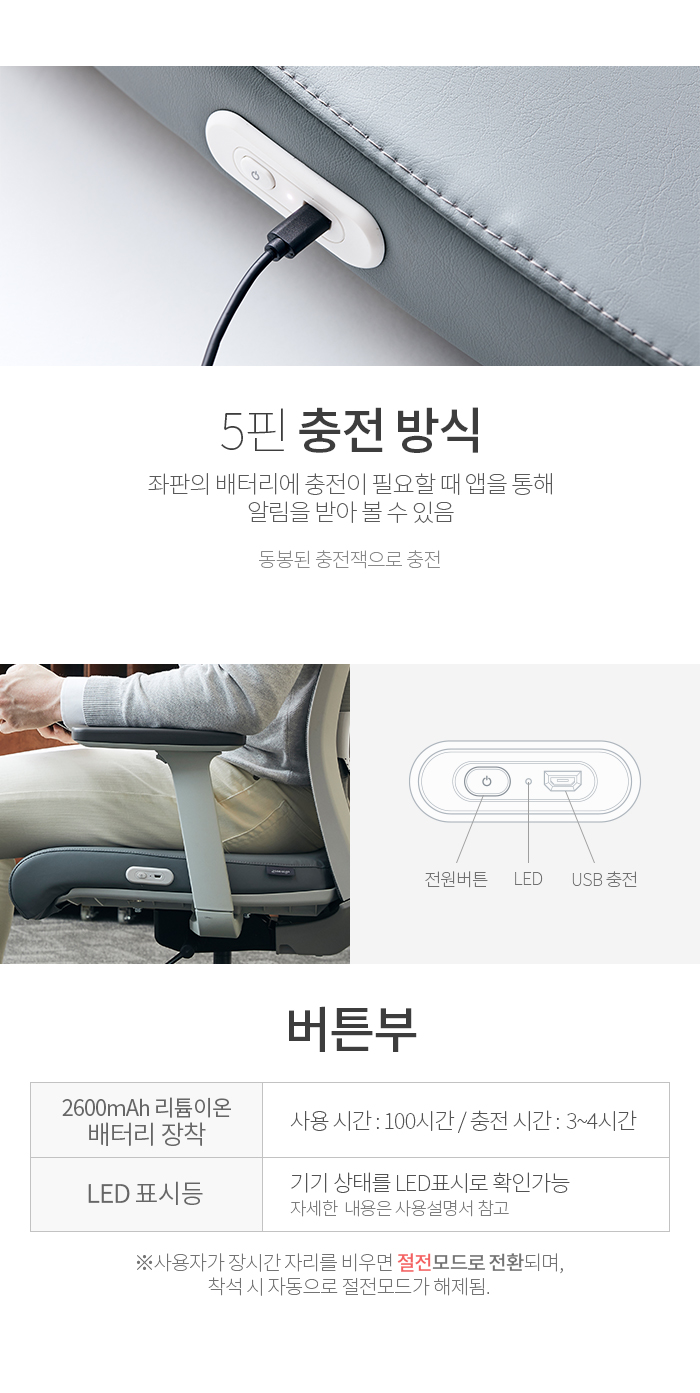 5핀 충전 방식
좌판의 배터리에 충전이 필요할 때 앱을 통해
알림을 받아 볼 수 있음
동봉된 충전잭으로 충전
전원버튼
LED
USB 충전
버튼부
2600mAh 리튬이온
배터리 장착
사용 시간 : 100시간 / 충전 시간 : 3~4시간
LED 표시등
기기 상태를 LED표시로 확인가능
자세한 내용은 사용설명서 참고
※사용자가 장시간 자리를 비우면 절전모드로 전환되며,
착석 시 자동으로 절전모드가 해제됨.